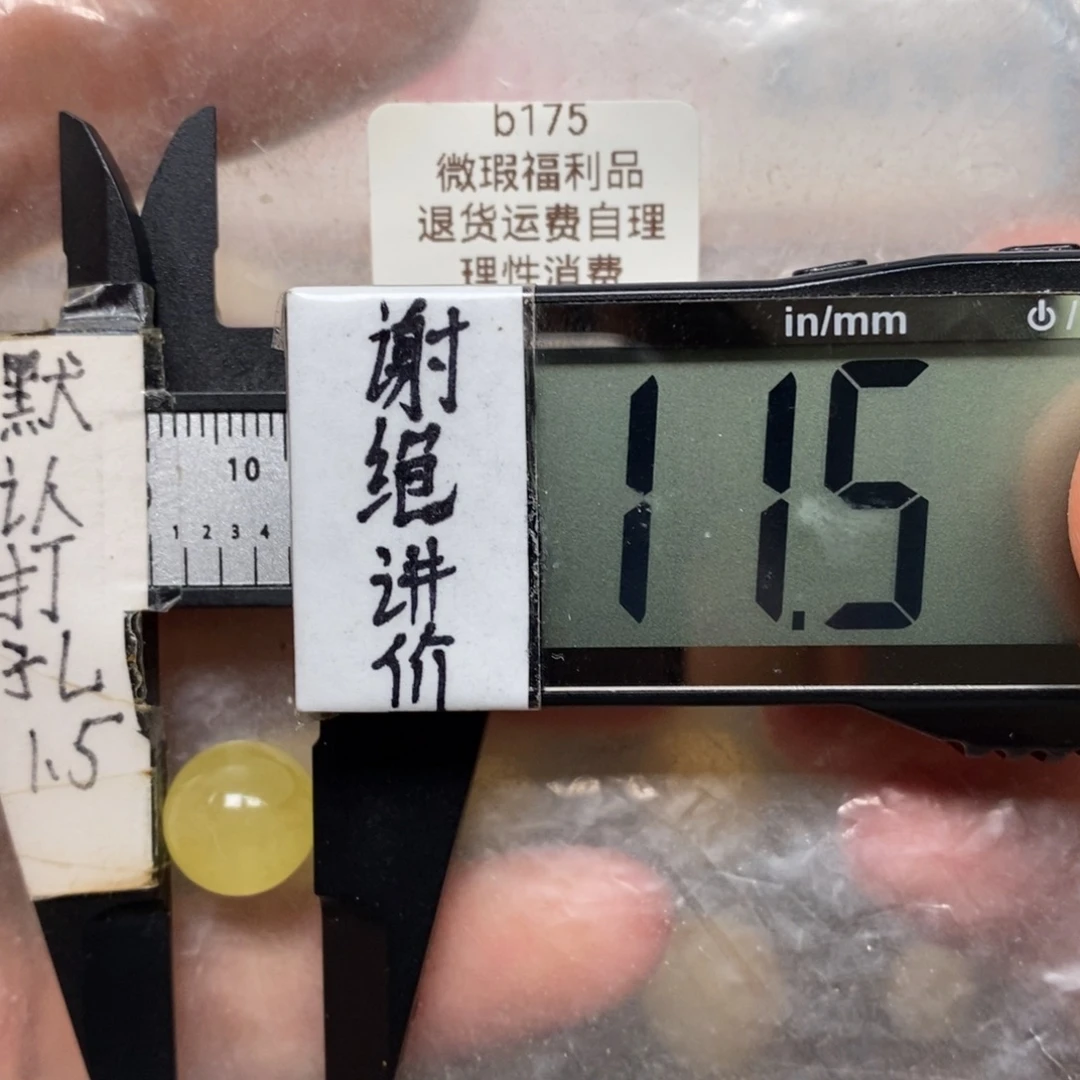 b175
微瑕福利品
退货运费自理
理性消费
in/mm
谢绝讲价
11.5
10
1 2 3 4
默认打孔
1.5